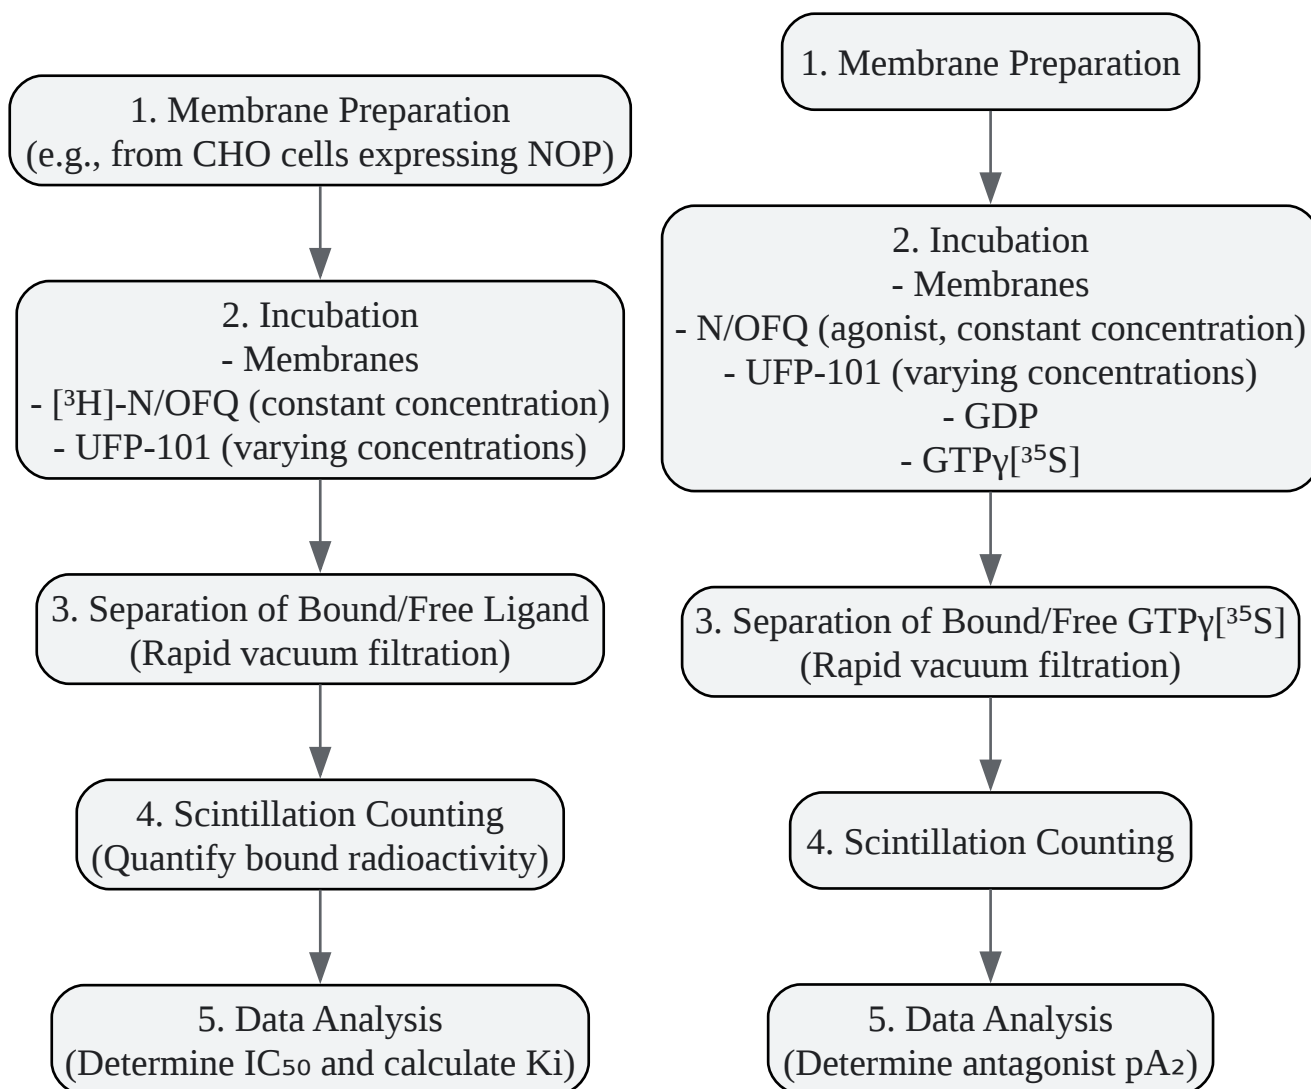 1. Membrane Preparation
(e.g., from CHO cells expressing NOP)
2. Incubation
- Membranes
- [³H]-N/OFQ (constant concentration)
- UFP-101 (varying concentrations)
3. Separation of Bound/Free Ligand
(Rapid vacuum filtration)
4. Scintillation Counting
(Quantify bound radioactivity)
5. Data Analysis
(Determine IC₅₀ and calculate Ki)
1. Membrane Preparation
2. Incubation
- Membranes
- N/OFQ (agonist, constant concentration)
- UFP-101 (varying concentrations)
- GDP
- GTPγ[³⁵S]
3. Separation of Bound/Free GTPγ[³⁵S]
(Rapid vacuum filtration)
4. Scintillation Counting
5. Data Analysis
(Determine antagonist pA₂)